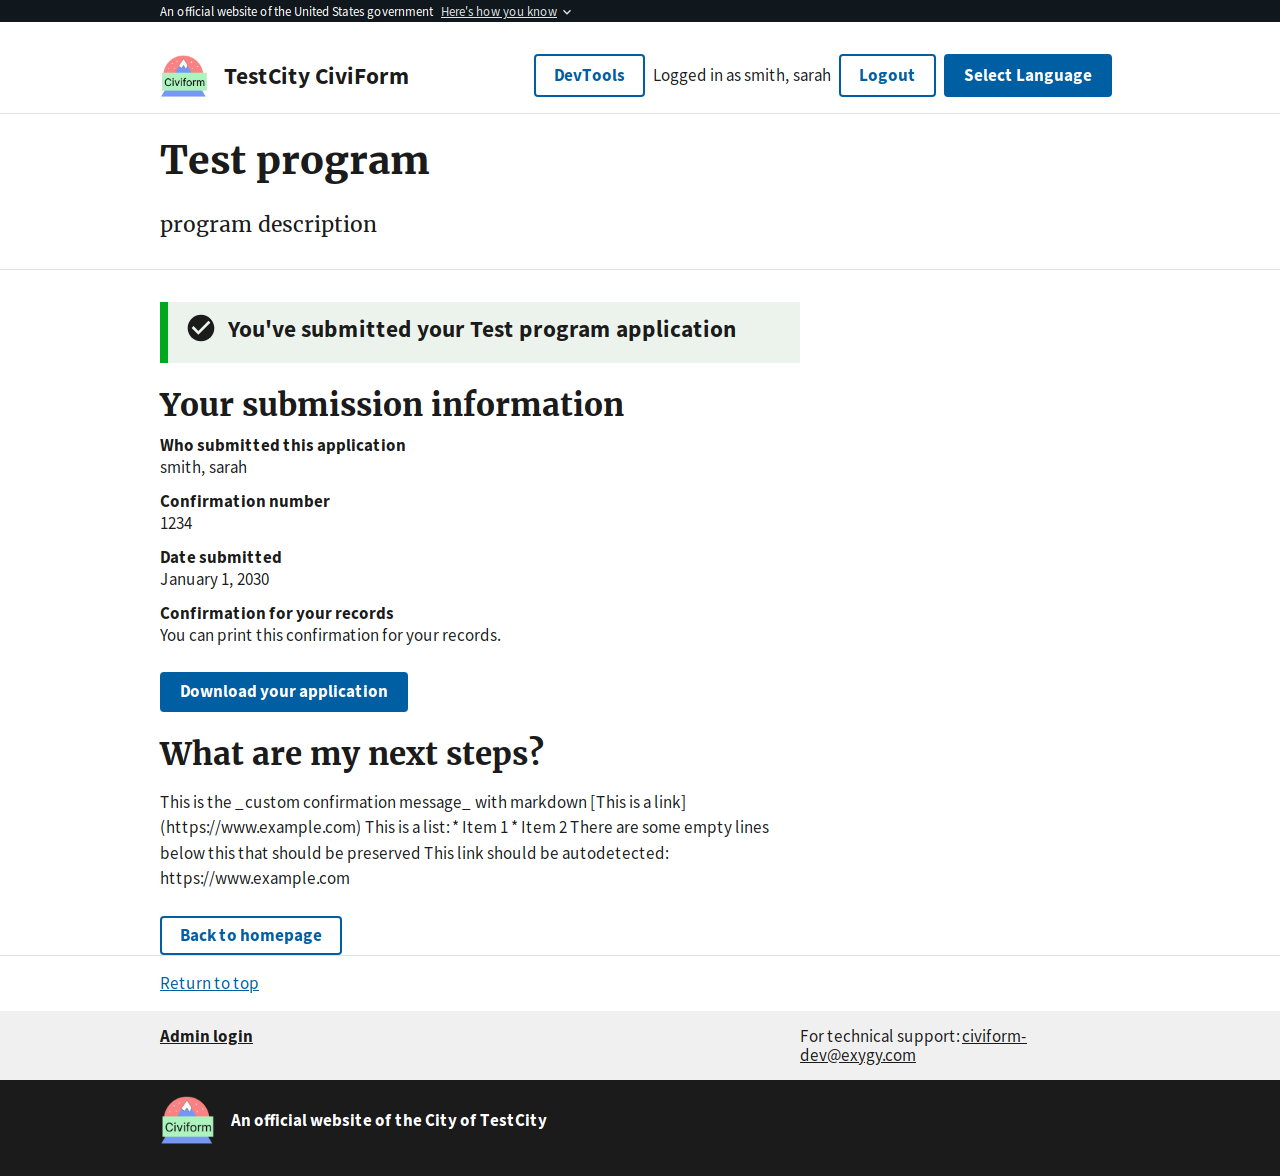 An official website of the United States government Here's how you know
Civiform
TestCity CiviForm
DevTools
Logged in as smith, sarah
Logout
Select Language
Test program
program description
You've submitted your Test program application
Your submission information
Who submitted this application
smith, sarah
Confirmation number
1234
Date submitted
January 1, 2030
Confirmation for your records
You can print this confirmation for your records.
Download your application
What are my next steps?
This is the _custom confirmation message_ with markdown [This is a link]
(https://www.example.com) This is a list: * Item 1 * Item 2 There are some empty lines
below this that should be preserved This link should be autodetected:
https://www.example.com
Back to homepage
Return to top
Admin login
For technical support: civiform-
dev@exygy.com
Civiform
An official website of the City of TestCity